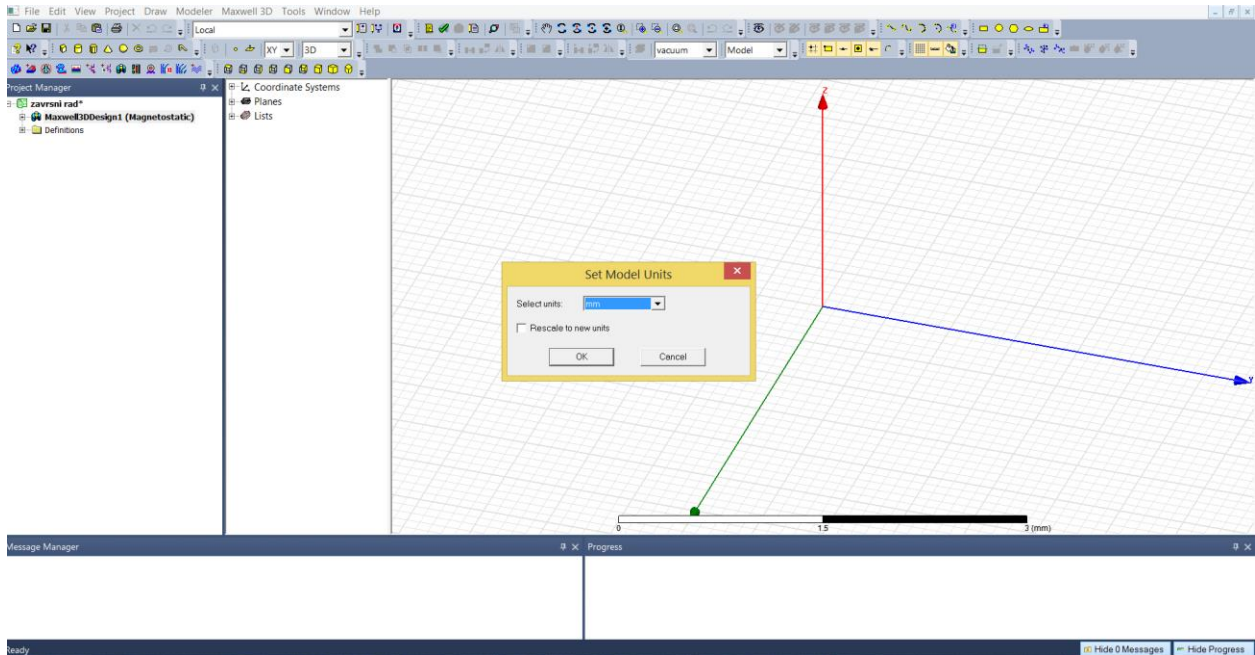 File Edit View Project Draw Modeler Maxwell 3D Tools Window Help
Local
XY 3D vacuum Model
Project Manager
zavrsni rad*
Maxwell3DDesign1 (Magnetostatic)
Definitions
Coordinate Systems
Planes
Lists
Z
Set Model Units
Select units: mm
Rescale to new units
OK Cancel
Y
0 1.5 3 (mm)
Message Manager
Progress
Ready
Hide 0 Messages Hide Progress